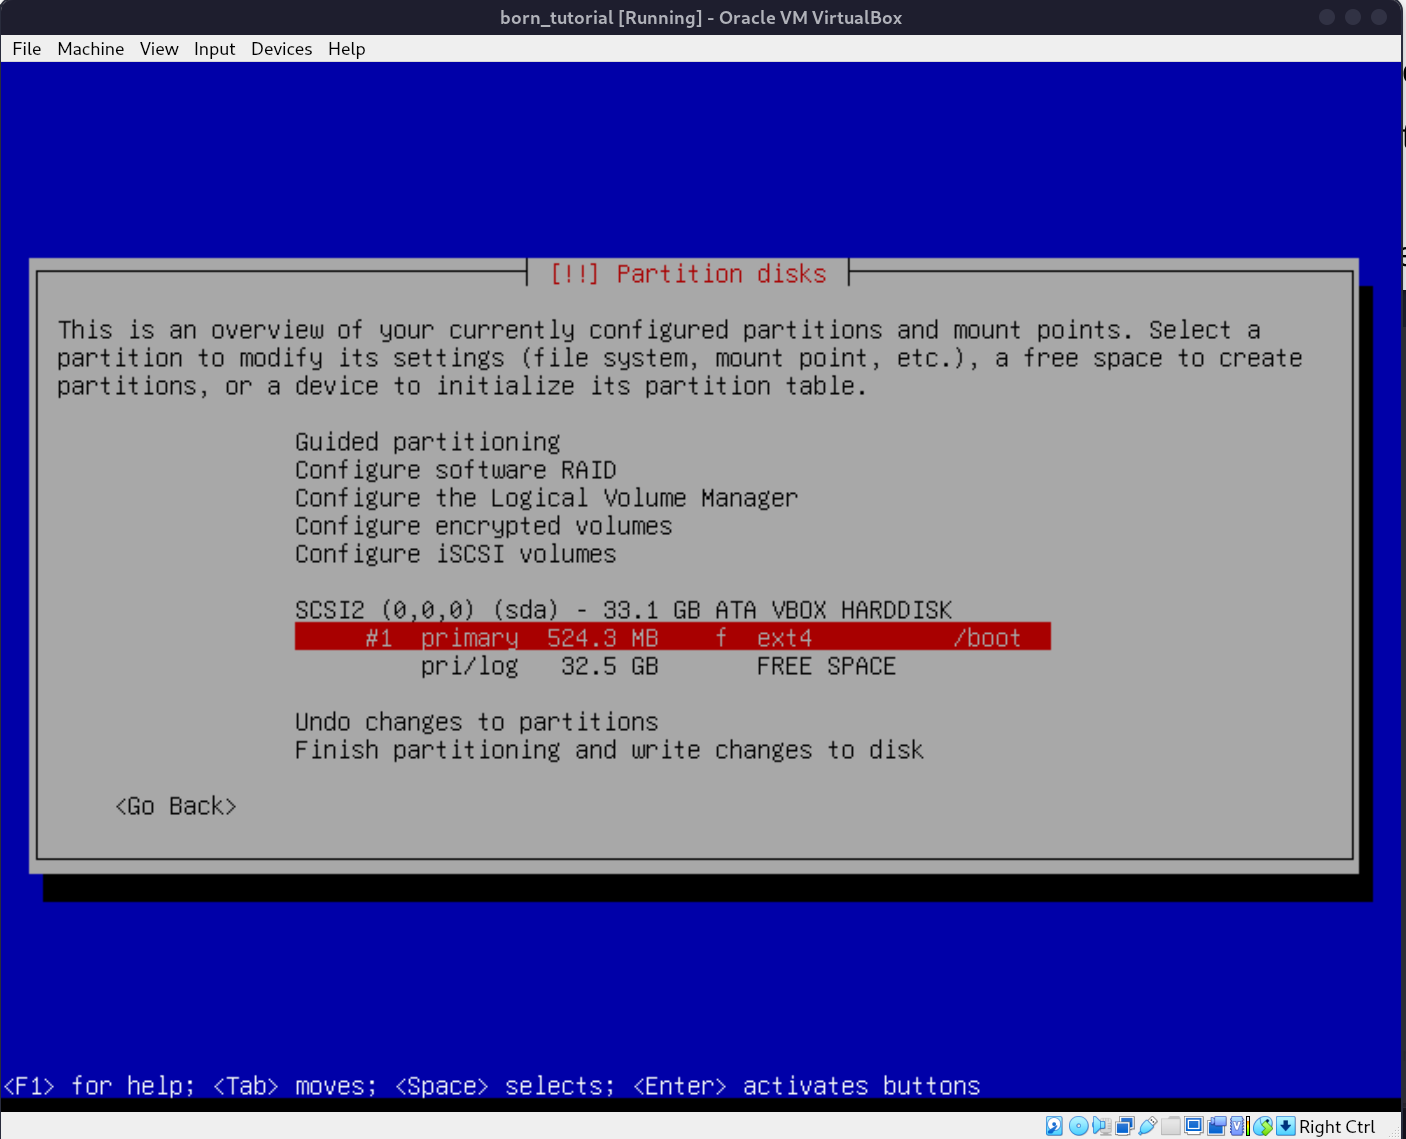 born_tutorial [Running] - Oracle VM VirtualBox
File Machine View Input Devices Help
[!!] Partition disks
This is an overview of your currently configured partitions and mount points. Select a
partition to modify its settings (file system, mount point, etc.), a free space to create
partitions, or a device to initialize its partition table.
Guided partitioning
Configure software RAID
Configure the Logical Volume Manager
Configure encrypted volumes
Configure iSCSI volumes
SCSI2 (0,0,0) (sda) - 33.1 GB ATA VBOX HARDDISK
#1 primary 524.3 MB f ext4 /boot
pri/log 32.5 GB FREE SPACE
Undo changes to partitions
Finish partitioning and write changes to disk
<Go Back>
<F1> for help; <Tab> moves; <Space> selects; <Enter> activates buttons
Right Ctrl